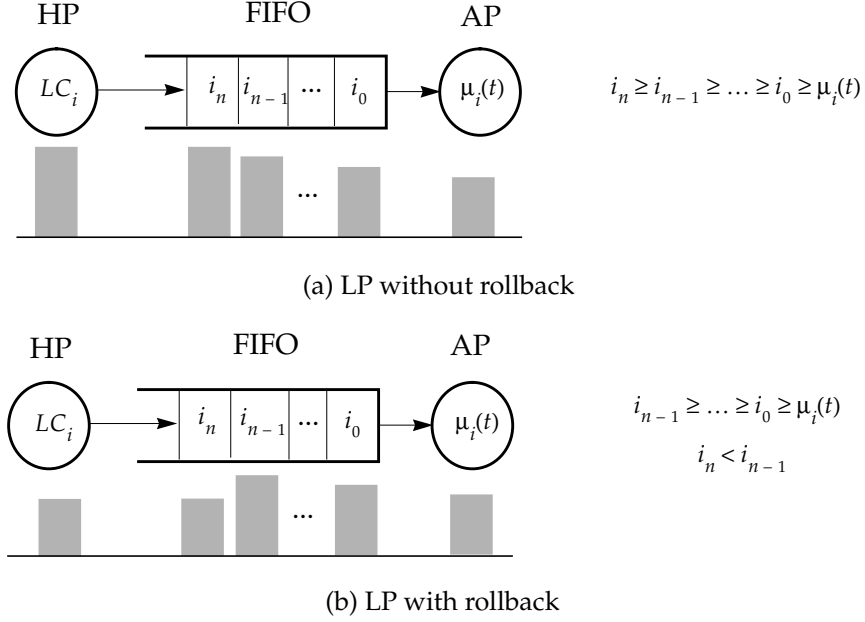 HP FIFO AP
LC_i i_n i_{n-1} ... i_0 μ_i(t) i_n ≥ i_{n-1} ≥ ... ≥ i_0 ≥ μ_i(t)
...
(a) LP without rollback
HP FIFO AP
LC_i i_n i_{n-1} ... i_0 μ_i(t) i_{n-1} ≥ ... ≥ i_0 ≥ μ_i(t)
i_n < i_{n-1}
...
(b) LP with rollback